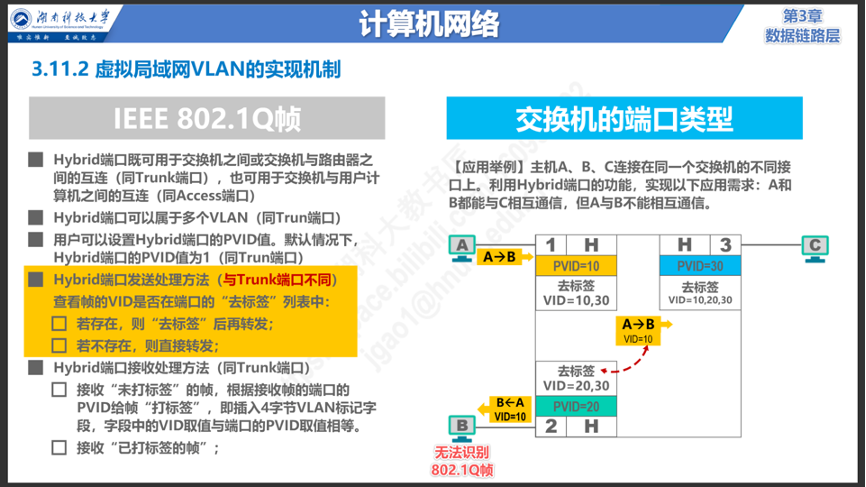 湖南科技大学
Hunan University of Science and Technology
唯实惟新 至诚致志
计算机网络
第3章
数据链路层
3.11.2 虚拟局域网VLAN的实现机制
IEEE 802.1Q帧
Hybrid端口既可用于交换机之间或交换机与路由器之
间的互连（同Trunk端口），也可用于交换机与用户计
算机之间的互连（同Access端口）
Hybrid端口可以属于多个VLAN（同Trun端口）
用户可以设置Hybrid端口的PVID值。默认情况下，
Hybrid端口的PVID值为1（同Trun端口）
Hybrid端口发送处理方法（与Trunk端口不同）
查看帧的VID是否在端口的“去标签”列表中：
若存在，则“去标签”后再转发；
若不存在，则直接转发；
Hybrid端口接收处理方法（同Trunk端口）
接收“未打标签”的帧，根据接收帧的端口的
PVID给帧“打标签”，即插入4字节VLAN标记字
段，字段中的VID取值与端口的PVID取值相等。
接收“已打标签的帧”；
交换机的端口类型
【应用举例】主机A、B、C连接在同一个交换机的不同接
口上。利用Hybrid端口的功能，实现以下应用需求：A和
B都能与C相互通信，但A与B不能相互通信。
A
A→B
1 H
PVID=10
去标签
VID=10,30
H 3
PVID=30
去标签
VID=10,20,30
C
A→B
VID=10
去标签
VID=20,30
PVID=20
2 H
B←A
VID=10
B
无法识别
802.1Q帧